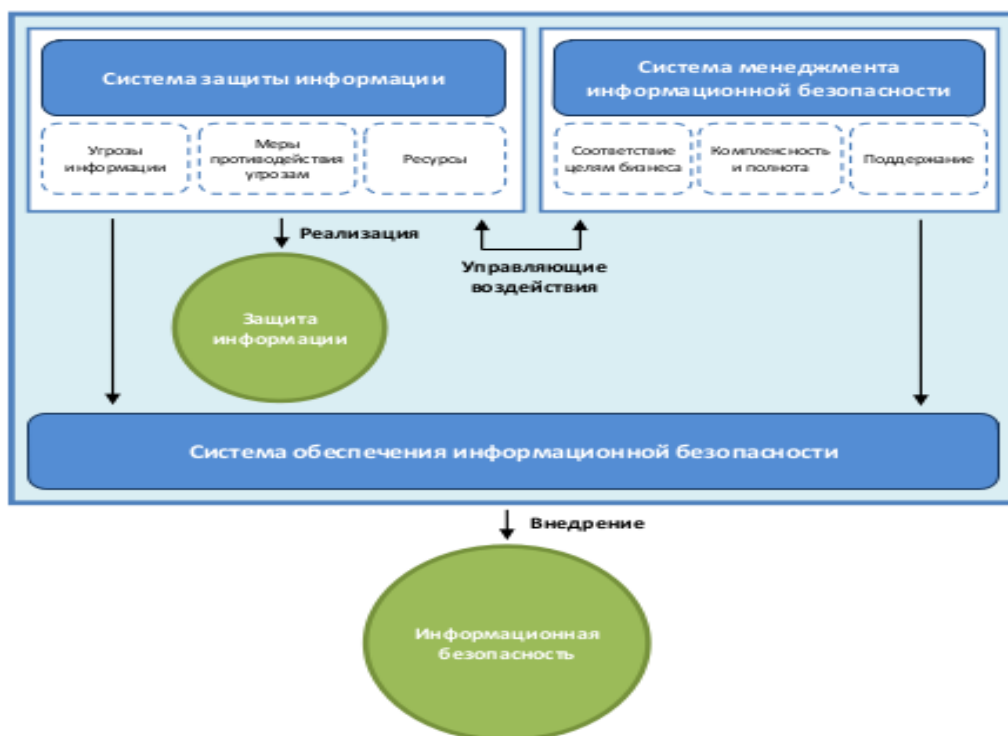 Система защиты информации
Система менеджмента
информационной безопасности
Угрозы
информации
Меры
противодействия
угрозам
Ресурсы
Соответствие
целям бизнеса
Комплексность
и полнота
Поддержание
Реализация
Управляющие
воздействия
Защита
информации
Система обеспечения информационной безопасности
Внедрение
Информационная
безопасность